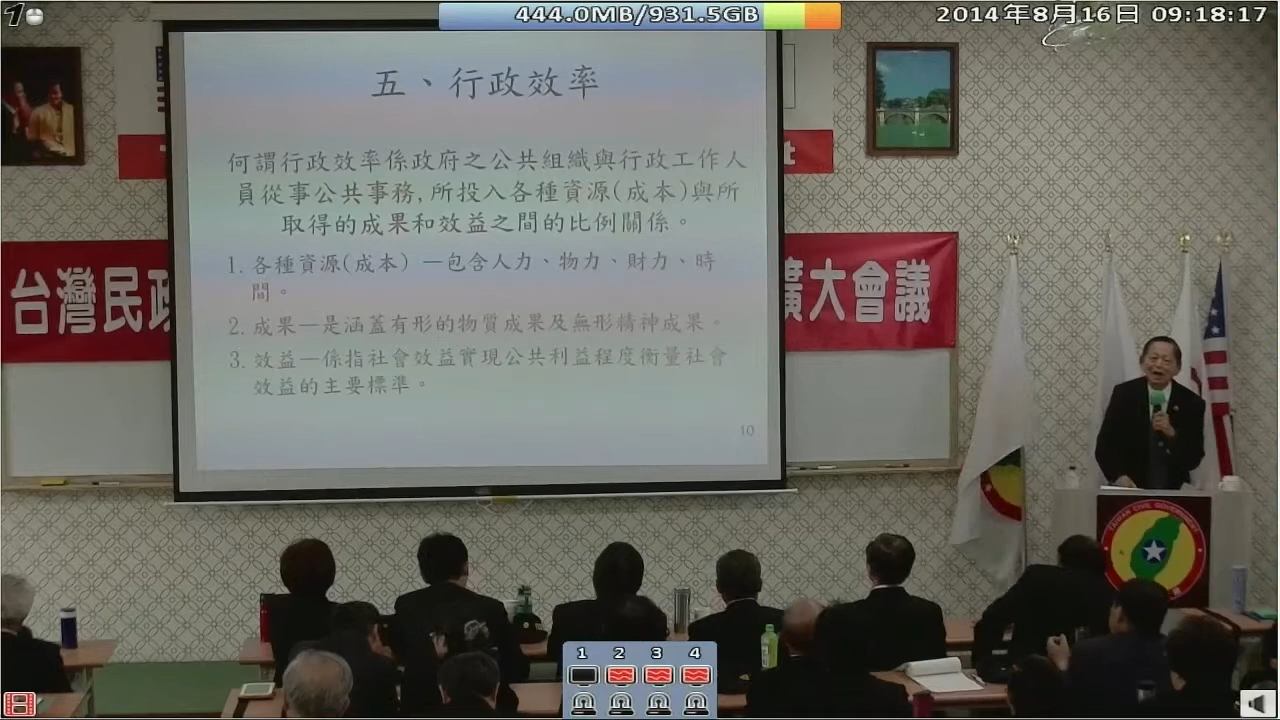 1
444.0MB/931.5GB
2014年8月16日 09:18:17
五、行政效率
何謂行政效率係政府之公共組織與行政工作人
員從事公共事務,所投入各種資源(成本)與所
取得的成果和效益之間的比例關係。
1. 各種資源(成本) —包含人力、物力、財力、時
間。
2. 成果—是涵蓋有形的物質成果及無形精神成果。
3. 效益—係指社會效益實現公共利益程度衡量社會
效益的主要標準。
10
台灣民政
擴大會議
TAIWAN CIVIL GOVERNMENT
1 2 3 4